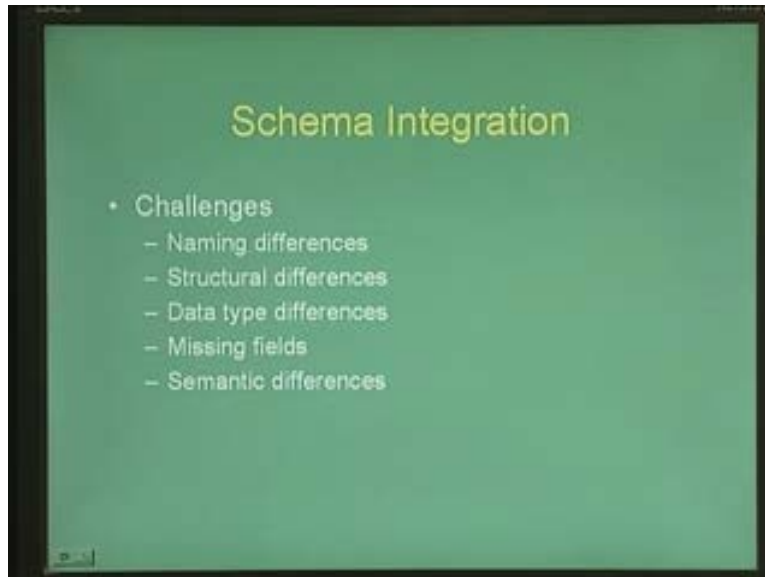 Schema Integration
• Challenges
– Naming differences
– Structural differences
– Data type differences
– Missing fields
– Semantic differences